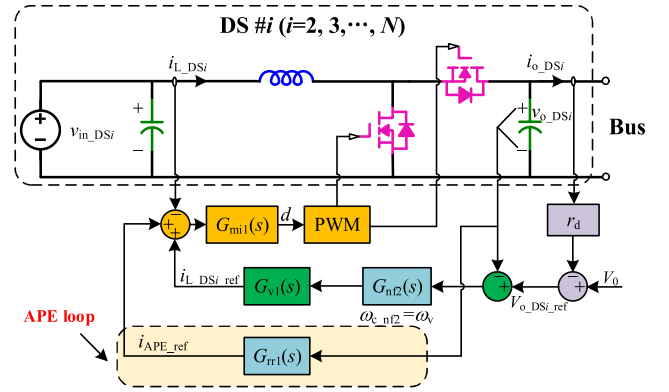 DS #i (i=2, 3,⋯, N)
i_L_DSi
i_o_DSi
+
−
v_in_DSi
+
−
+
−
v_o_DSi
Bus
−
+
+
G_mi1(s)
d
PWM
r_d
i_L_DSi_ref
G_v1(s)
G_nf2(s)
−
+
−
+
V_0
V_o_DSi_ref
ω_c_nf2=ω_v
APE loop
i_APE_ref
G_rr1(s)